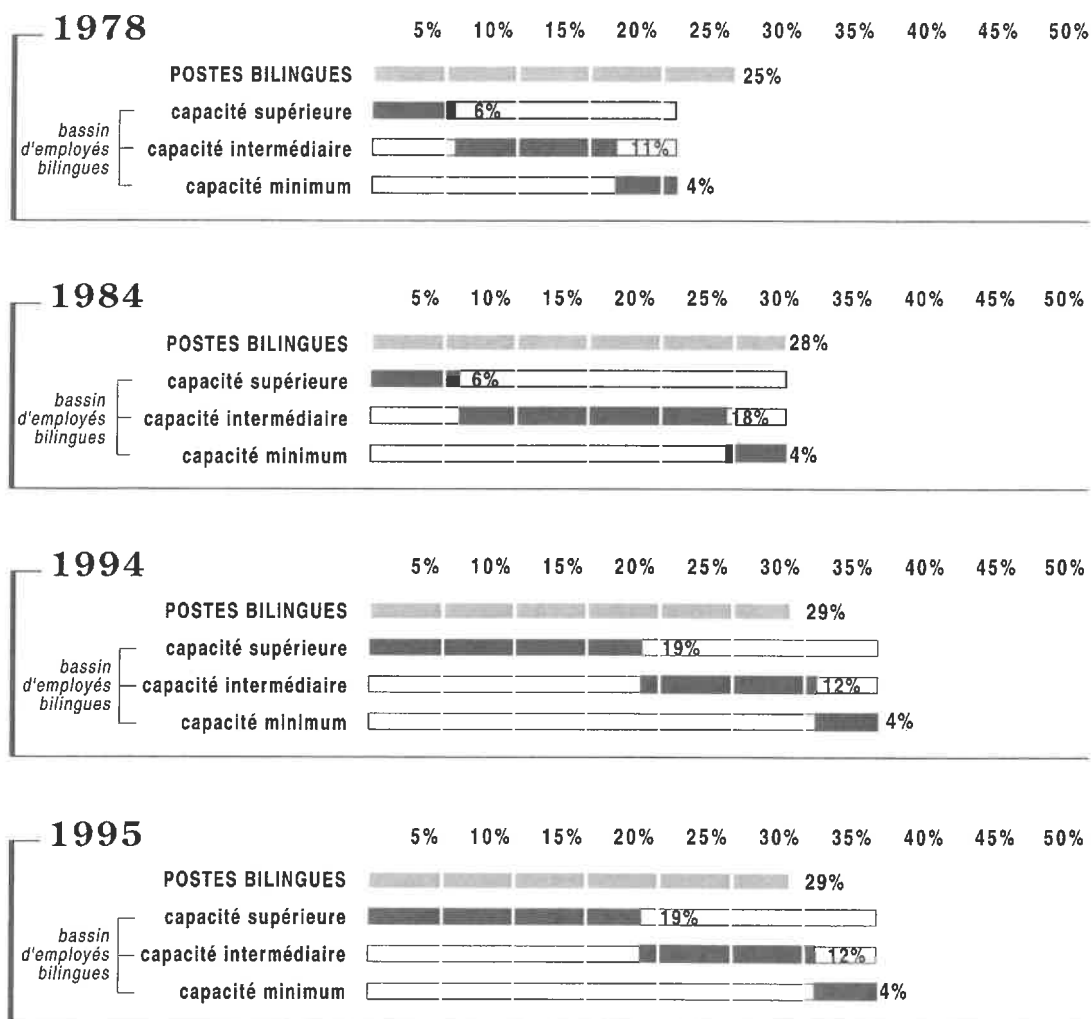 1978 5% 10% 15% 20% 25% 30% 35% 40% 45% 50%
POSTES BILINGUES 25%
capacité supérieure 6%
bassin
d'employés
bilingues
capacité intermédiaire 11%
capacité minimum 4%
1984 5% 10% 15% 20% 25% 30% 35% 40% 45% 50%
POSTES BILINGUES 28%
capacité supérieure 6%
bassin
d'employés
bilingues
capacité intermédiaire 18%
capacité minimum 4%
1994 5% 10% 15% 20% 25% 30% 35% 40% 45% 50%
POSTES BILINGUES 29%
capacité supérieure 19%
bassin
d'employés
bilingues
capacité intermédiaire 12%
capacité minimum 4%
1995 5% 10% 15% 20% 25% 30% 35% 40% 45% 50%
POSTES BILINGUES 29%
capacité supérieure 19%
bassin
d'employés
bilingues
capacité intermédiaire 12%
capacité minimum 4%